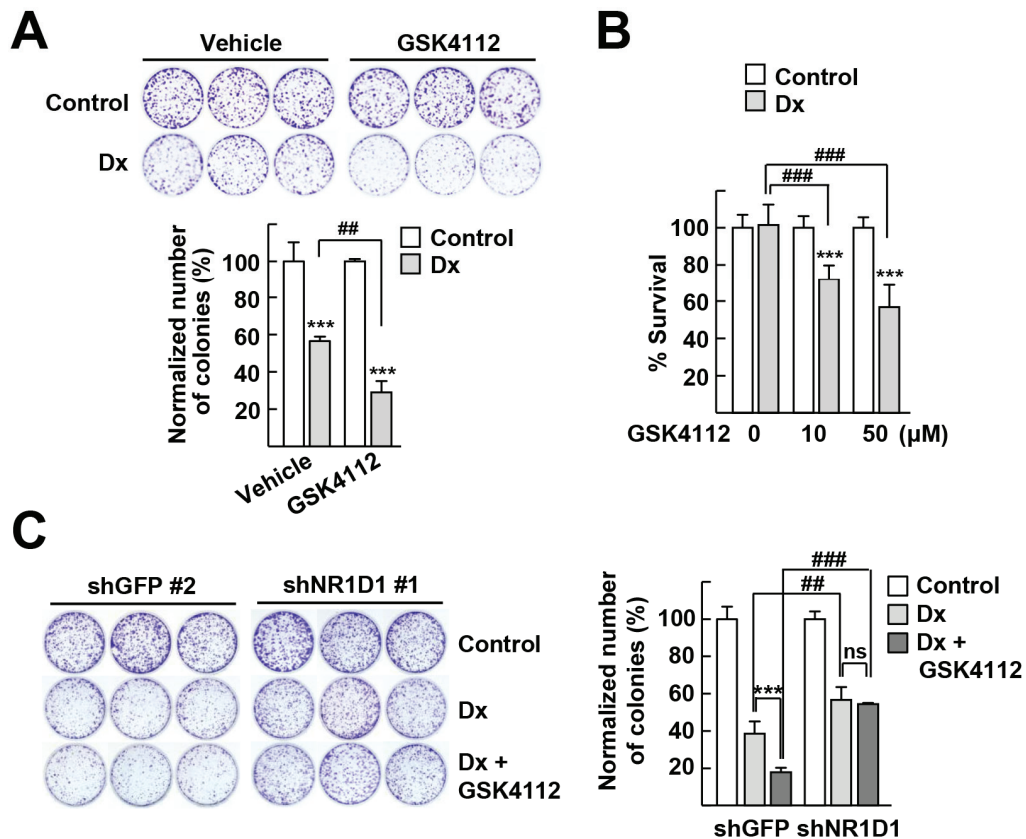 A
Vehicle GSK4112
Control
Dx
Normalized number
of colonies (%)
##
Control
Dx
100
80
60
40
20
***
***
Vehicle
GSK4112
B
Control
Dx
###
###
% Survival
100
80
60
40
20
***
***
GSK4112 0 10 50 (µM)
C
shGFP #2 shNR1D1 #1
Control
Dx
Dx +
GSK4112
Normalized number
of colonies (%)
###
##
Control
Dx
Dx +
GSK4112
100
80
60
40
20
***
ns
shGFP shNR1D1